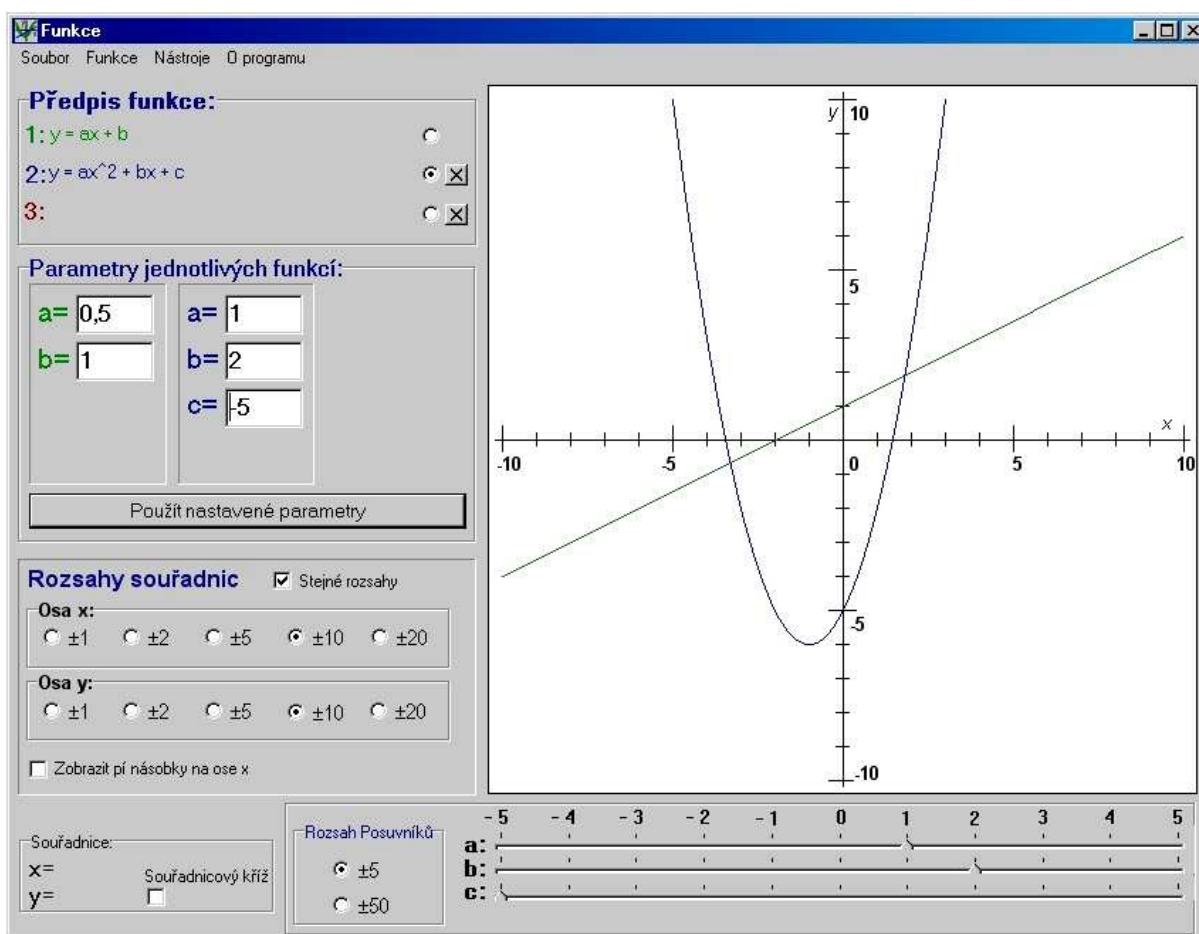 Funkce
Soubor Funkce Nástroje O programu
Předpis funkce:
1: y = ax + b
2: y = ax^2 + bx + c
3:
Parametry jednotlivých funkcí:
a= 0,5 a= 1
b= 1 b= 2
c= -5
Použít nastavené parametry
Rozsahy souřadnic Stejné rozsahy
Osa x:
±1 ±2 ±5 ±10 ±20
Osa y:
±1 ±2 ±5 ±10 ±20
Zobrazit pí násobky na ose x
y 10
5
x
-10 -5 0 5 10
-5
-10
Souřadnice:
x=
y=
Souřadnicový kříž
Rozsah Posuvníků
±5
±50
- 5 - 4 - 3 - 2 - 1 0 1 2 3 4 5
a:
b:
c: